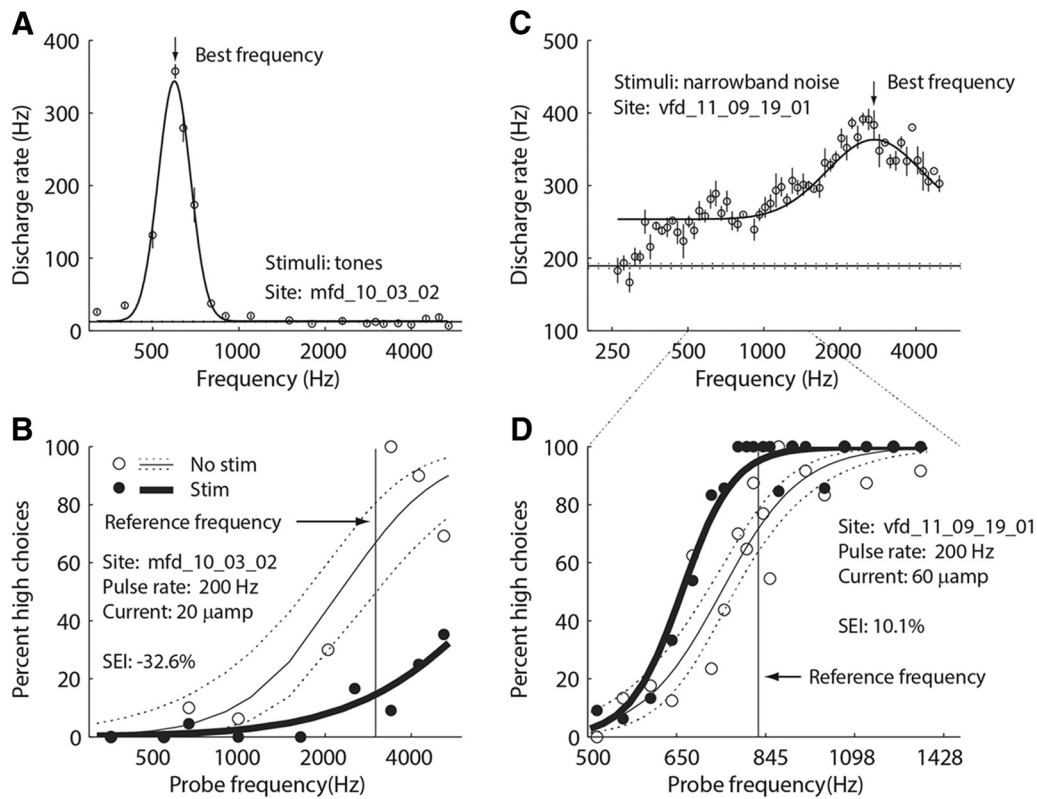 A
400
300
200
100
0
Discharge rate (Hz)
Best frequency
Stimuli: tones
Site: mfd_10_03_02
500 1000 2000 4000
Frequency (Hz)
C
500
400
300
200
100
Discharge rate (Hz)
Stimuli: narrowband noise
Best frequency
Site: vfd_11_09_19_01
250 500 1000 2000 4000
Frequency (Hz)
B
100
80
60
40
20
0
Percent high choices
No stim
Stim
Reference frequency
Site: mfd_10_03_02
Pulse rate: 200 Hz
Current: 20 μamp
SEI: -32.6%
500 1000 2000 4000
Probe frequency(Hz)
D
100
80
60
40
20
0
Percent high choices
Site: vfd_11_09_19_01
Pulse rate: 200 Hz
Current: 60 μamp
SEI: 10.1%
Reference frequency
500 650 845 1098 1428
Probe frequency(Hz)